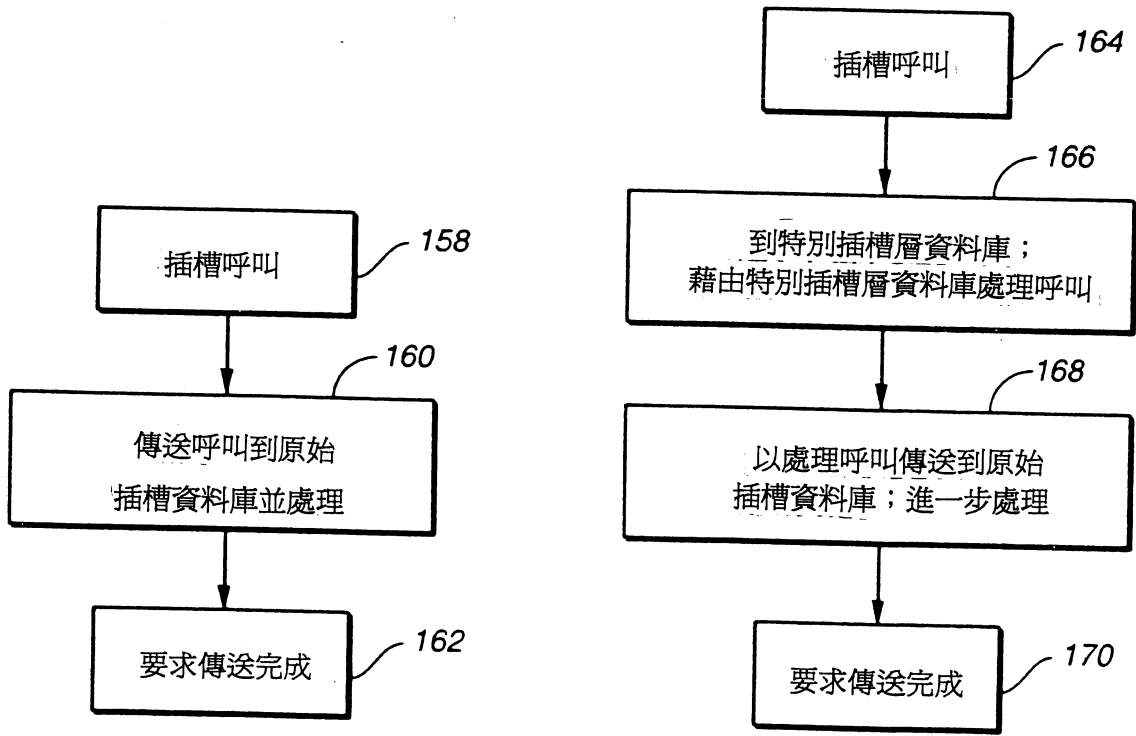 插槽呼叫
158
160
傳送呼叫到原始
插槽資料庫並處理
要求傳送完成
162
插槽呼叫
164
166
到特別插槽層資料庫；
藉由特別插槽層資料庫處理呼叫
168
以處理呼叫傳送到原始
插槽資料庫；進一步處理
要求傳送完成
170